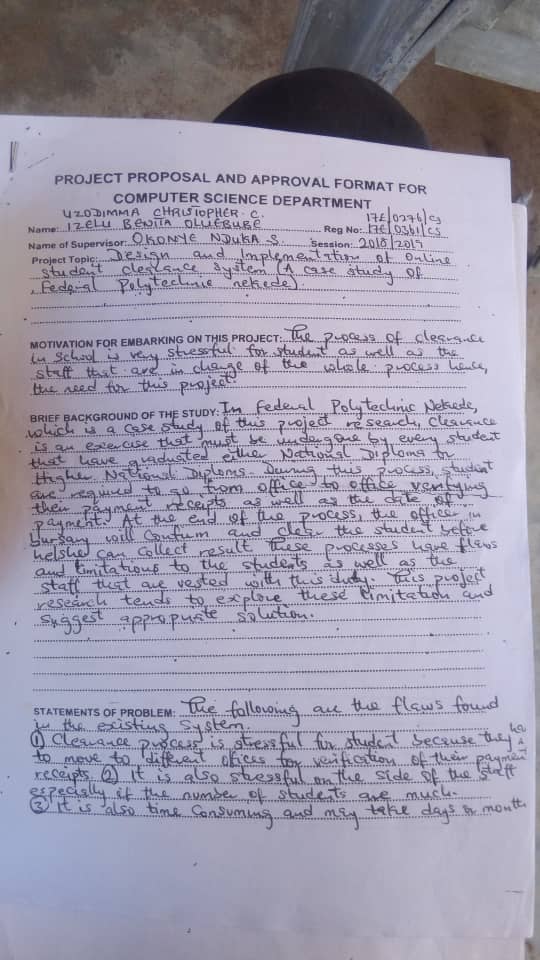 PROJECT PROPOSAL AND APPROVAL FORMAT FOR
COMPUTER SCIENCE DEPARTMENT
UZODIMMA CHRISTOPHER C. 17E/0276/CS
Name: IZELU BENITA OLUEBUBE Reg No: 17E/0361/CS
Name of Supervisor: OKONYE NDUKA S. Session: 2018/2019
Project Topic: Design and Implementation of Online
student clearance system (A case study of
Federal Polytechnic nekede)
MOTIVATION FOR EMBARKING ON THIS PROJECT: The process of clearance
in school is very stressful for student as well as the
staff that are in charge of the whole process hence,
the need for this project.
BRIEF BACKGROUND OF THE STUDY: In Federal Polytechnic Nekede,
which is a case study of this project research, Clearance
is an exercise that must be undergone by every student
that have graduated either National Diploma or
Higher National Diploma. During this process, student
are required to go from office to office verifying
their payment receipts as well as the date of
payment. At the end of the process, the officer in
bursary will confirm and clear the student before
he/she can collect result. These processes have flaws
and limitations to the students as well as the
staff that are vested with this duty. This project
research tends to explore these limitation and
suggest appropriate solution.
STATEMENTS OF PROBLEM: The following are the flaws found
in the existing system
① Clearance process is stressful for student because they ha
to move to different offices for verification of their paymen
receipts ② It is also stressful on the side of the staff
especially if the number of students are much.
③ It is also time consuming and may take days or month